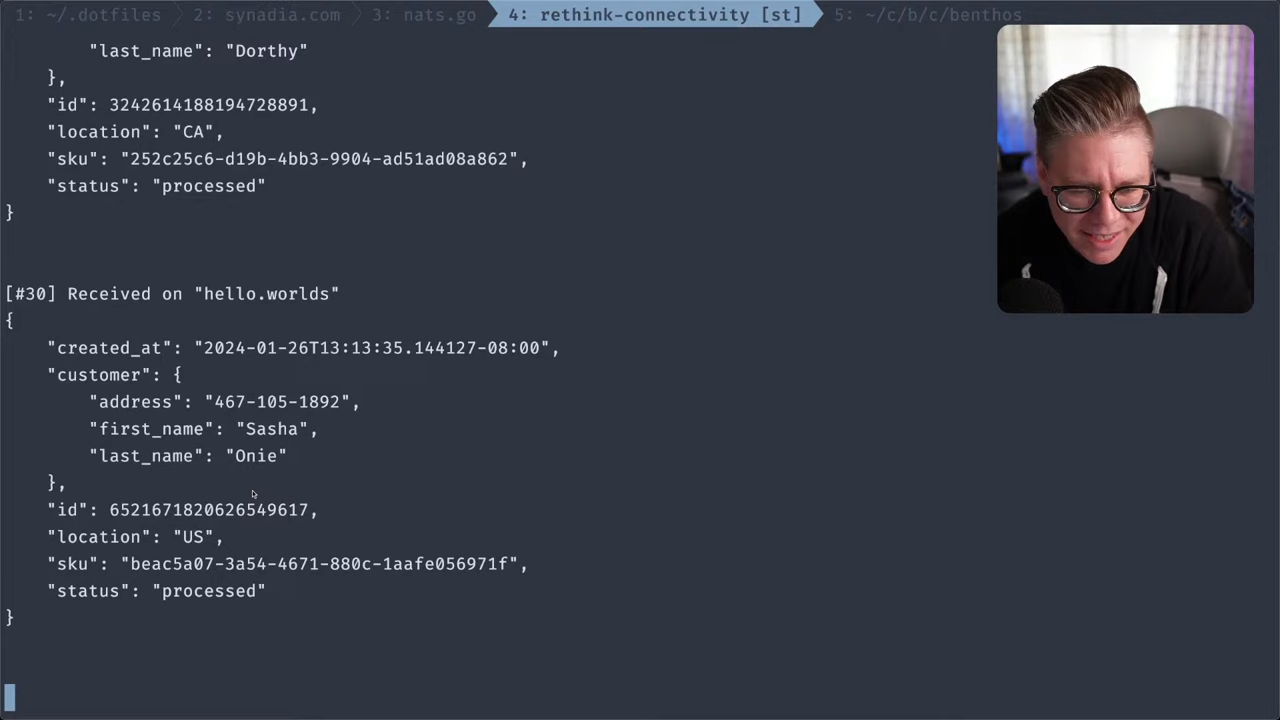 1: ~/.dotfiles 2: synadia.com 3: nats.go 4: rethink-connectivity [st] 5: ~/c/b/c/benthos
"last_name": "Dorthy"
},
"id": 3242614188194728891,
"location": "CA",
"sku": "252c25c6-d19b-4bb3-9904-ad51ad08a862",
"status": "processed"
}
[#30] Received on "hello.worlds"
{
"created_at": "2024-01-26T13:13:35.144127-08:00",
"customer": {
"address": "467-105-1892",
"first_name": "Sasha",
"last_name": "Onie"
},
"id": 6521671820626549617,
"location": "US",
"sku": "beac5a07-3a54-4671-880c-1aafe056971f",
"status": "processed"
}